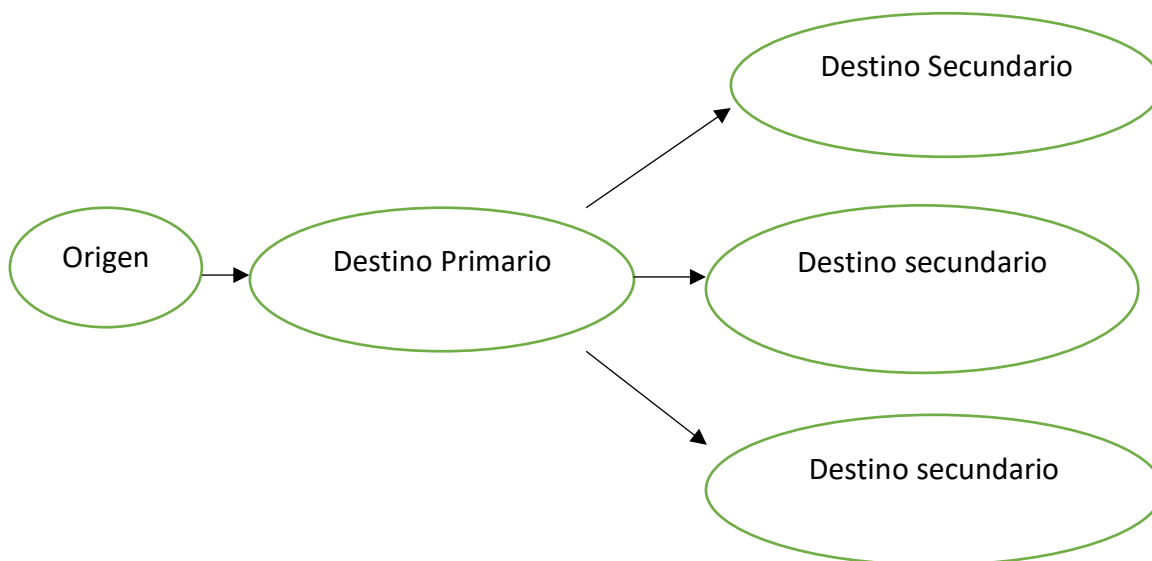 Destino Secundario
Origen
Destino Primario
Destino secundario
Destino secundario